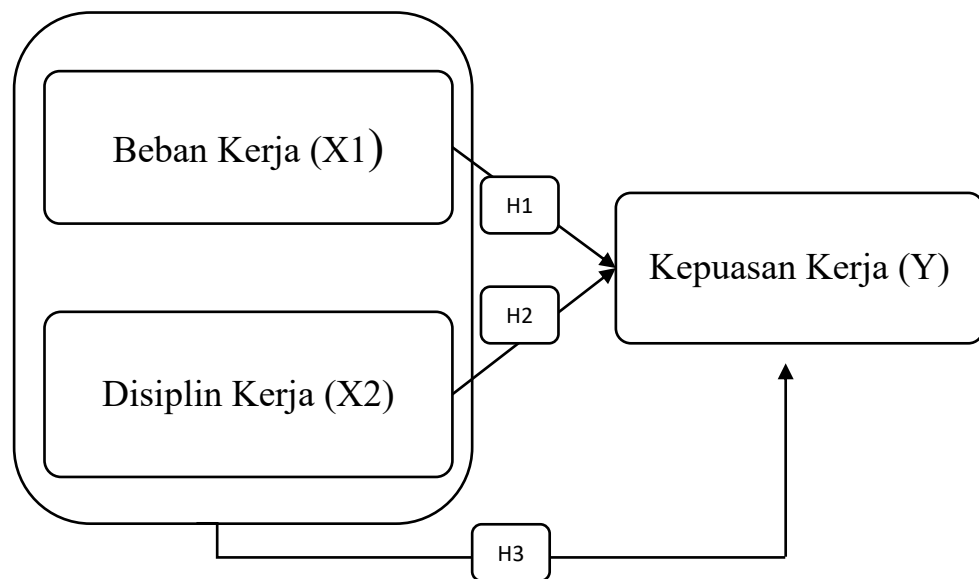 Beban Kerja (X1)
H1
Kepuasan Kerja (Y)
H2
Disiplin Kerja (X2)
H3